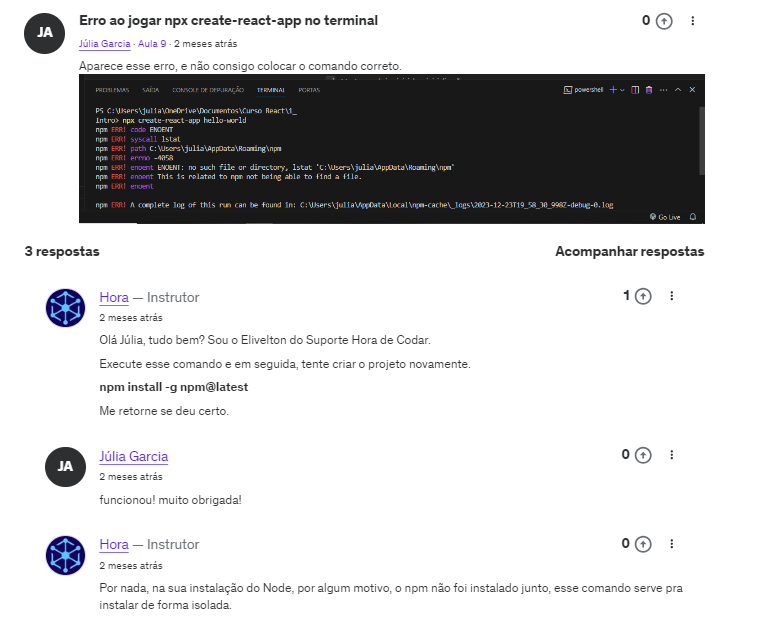 JA
Erro ao jogar npx create-react-app no terminal
0
Júlia Garcia · Aula 9 · 2 meses atrás
Aparece esse erro, e não consigo colocar o comando correto.
PROBLEMAS SAÍDA CONSOLE DE DEPURAÇÃO TERMINAL PORTAS powershell
PS C:\Users\julia\OneDrive\Documentos\Curso React\1_
Intro> npx create-react-app hello-world
npm ERR! code ENOENT
npm ERR! syscall lstat
npm ERR! path C:\Users\julia\AppData\Roaming\npm
npm ERR! errno -4058
npm ERR! enoent ENOENT: no such file or directory, lstat 'C:\Users\julia\AppData\Roaming\npm'
npm ERR! enoent This is related to npm not being able to find a file.
npm ERR! enoent
npm ERR! A complete log of this run can be found in: C:\Users\julia\AppData\Local\npm-cache\_logs\2023-12-23T19_58_30_998Z-debug-0.log
Go Live
3 respostas
Acompanhar respostas
Hora — Instrutor
1
2 meses atrás
Olá Júlia, tudo bem? Sou o Elivelton do Suporte Hora de Codar.
Execute esse comando e em seguida, tente criar o projeto novamente.
npm install -g npm@latest
Me retorne se deu certo.
JA
Júlia Garcia
0
2 meses atrás
funcionou! muito obrigada!
Hora — Instrutor
0
2 meses atrás
Por nada, na sua instalação do Node, por algum motivo, o npm não foi instalado junto, esse comando serve pra
instalar de forma isolada.